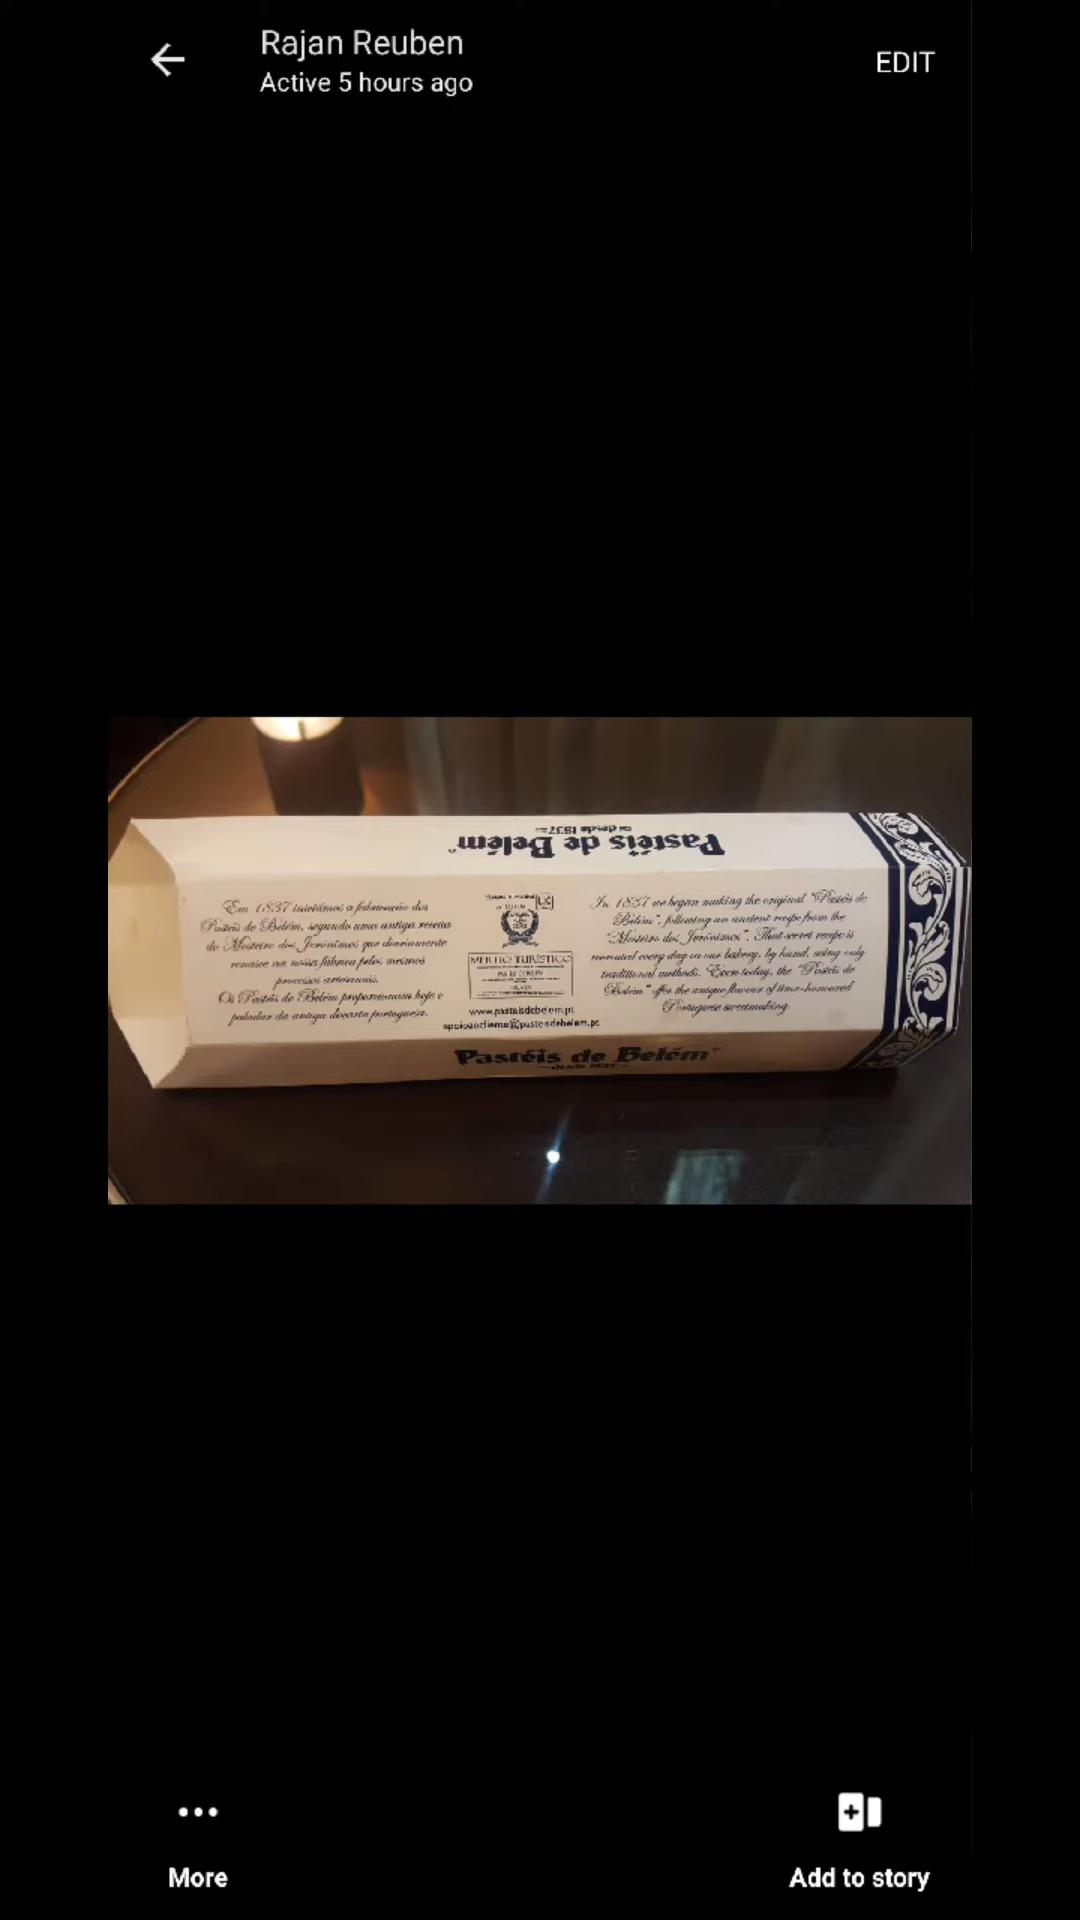 Rajan Reuben
Active 5 hours ago
EDIT
Pastéis de Belém
desde 1837
Em 1837 iniciámos a fabricação dos
Pastéis de Belém, segundo uma antiga receita
do Mosteiro dos Jerónimos que diariamente
renasce na nossa fábrica pelos mesmos
processos artesanais.
Os Pastéis de Belém proporcionam hoje o
paladar da antiga doçaria portuguesa.
MÉRITO TURÍSTICO
www.pasteisdebelem.pt
apoioaocliente@pasteisdebelem.pt
In 1837 we began making the original "Pastéis de
Belém", following an ancient recipe from the
"Mosteiro dos Jerónimos". That secret recipe is
recreated every day in our bakery, by hand, using only
traditional methods. Even today, the "Pastéis de
Belém" offer the unique flavour of time-honoured
Portuguese sweetmaking.
Pastéis de Belém
desde 1837
More
Add to story